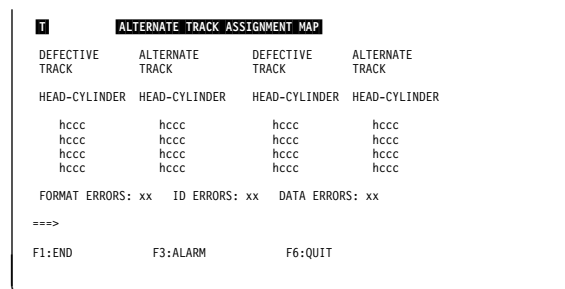 T ALTERNATE TRACK ASSIGNMENT MAP
DEFECTIVE ALTERNATE DEFECTIVE ALTERNATE
TRACK TRACK TRACK TRACK
HEAD-CYLINDER HEAD-CYLINDER HEAD-CYLINDER HEAD-CYLINDER
hccc hccc hccc hccc
hccc hccc hccc hccc
hccc hccc hccc hccc
hccc hccc hccc hccc
FORMAT ERRORS: xx ID ERRORS: xx DATA ERRORS: xx
===>
F1:END F3:ALARM F6:QUIT